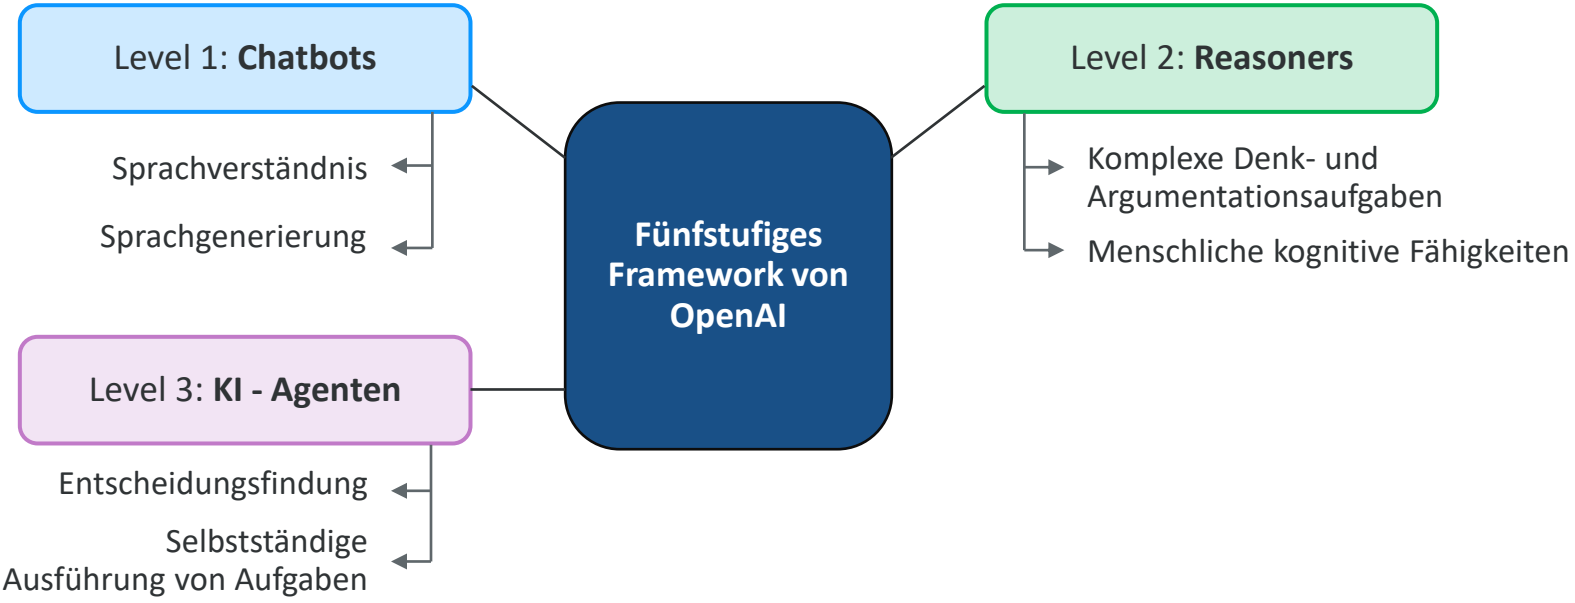 Level 1: Chatbots
Sprachverständnis
Sprachgenerierung
Level 2: Reasoners
Komplexe Denk- und
Argumentationsaufgaben
Menschliche kognitive Fähigkeiten
Fünfstufiges
Framework von
OpenAI
Level 3: KI - Agenten
Entscheidungsfindung
Selbstständige
Ausführung von Aufgaben